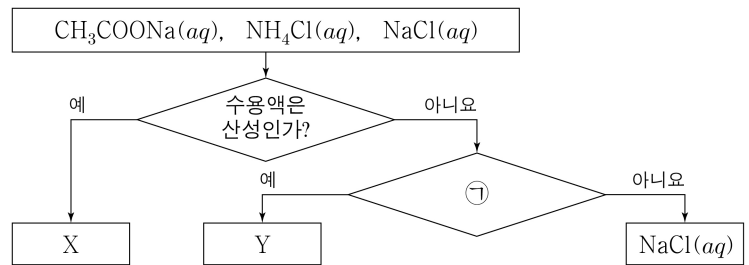 CH₃COONa(aq), NH₄Cl(aq), NaCl(aq)
예
수용액은
산성인가?
아니요
예
㉠
아니요
X
Y
NaCl(aq)